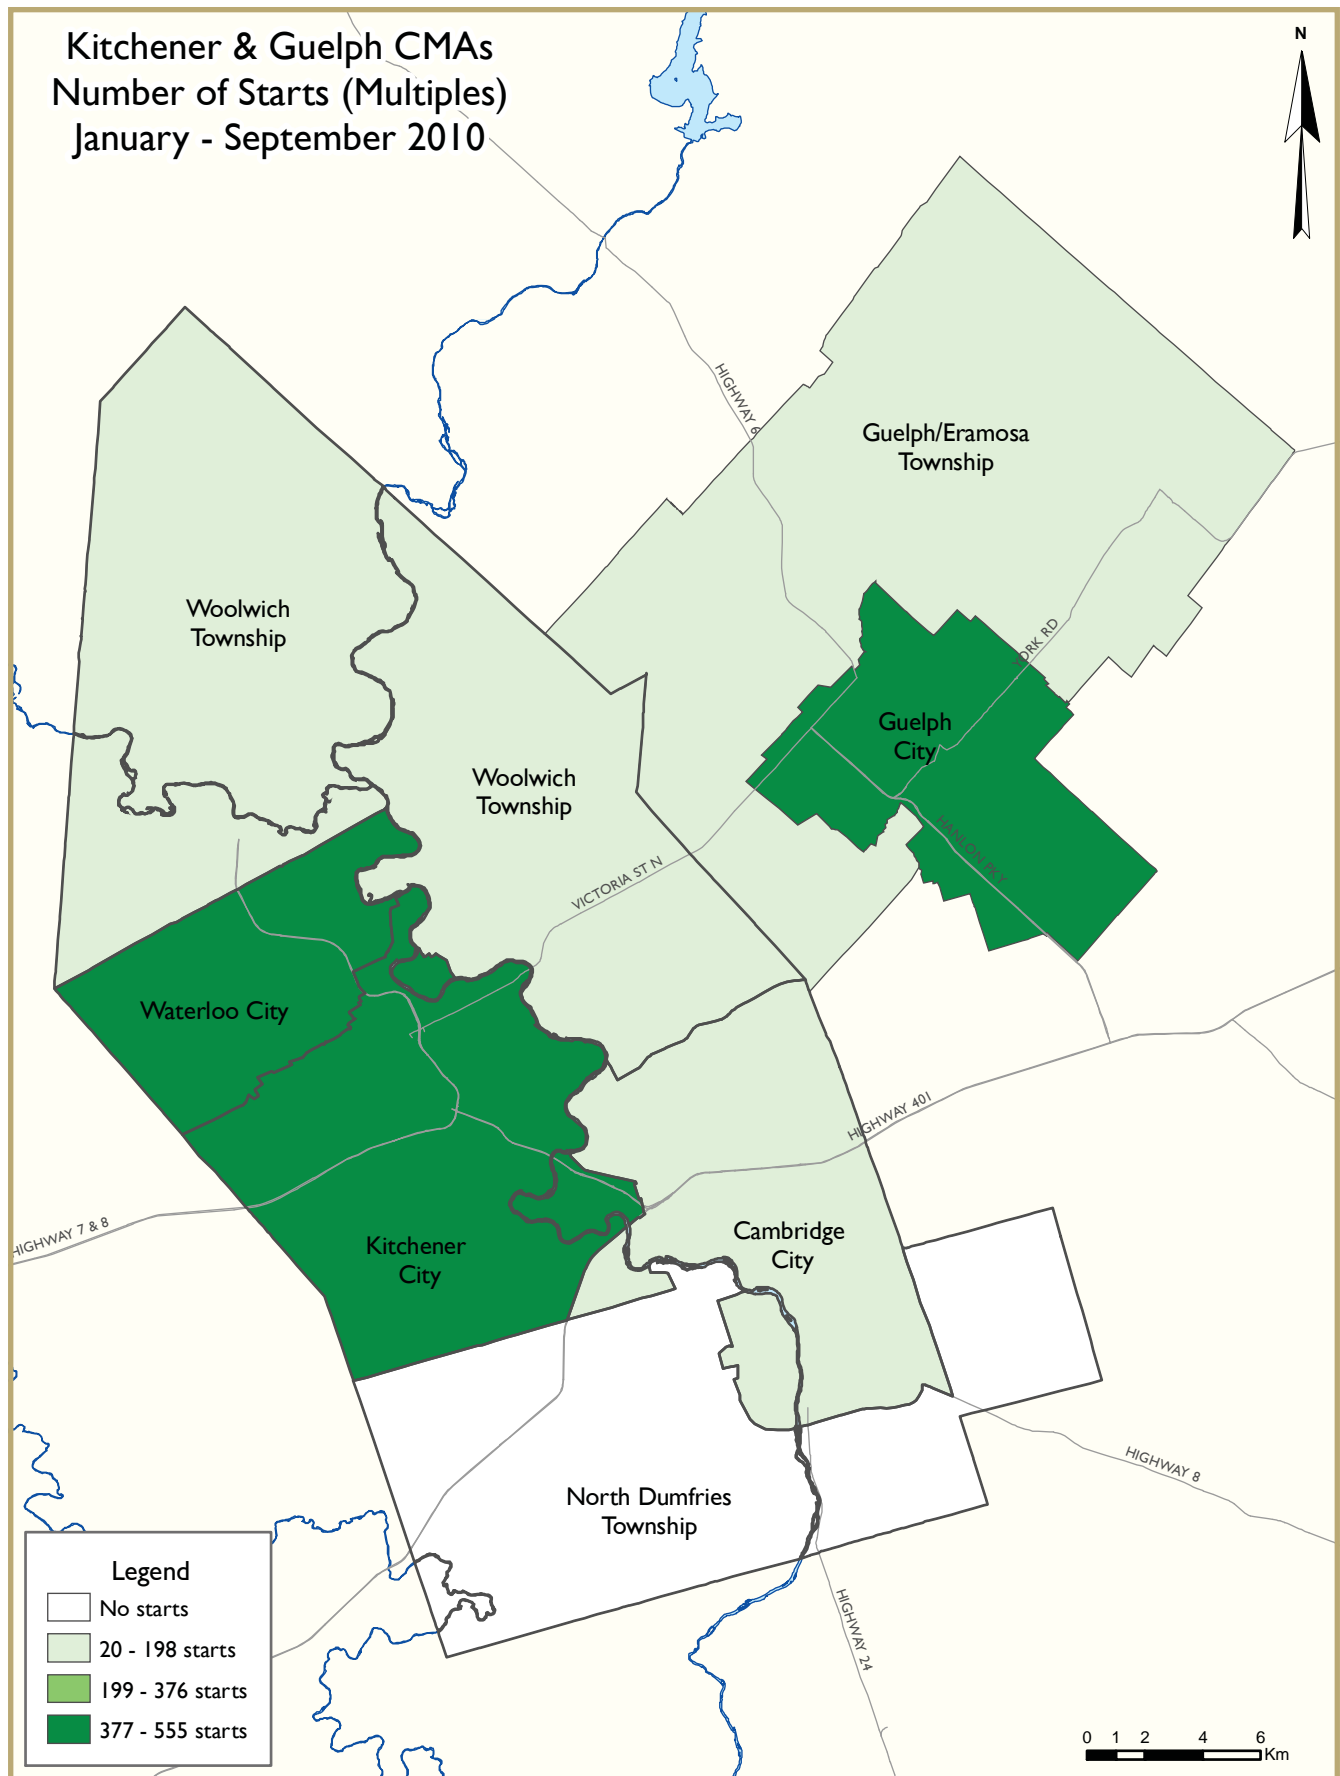 Kitchener & Guelph CMAs
Number of Starts (Multiples)
January - September 2010
N
HIGHWAY 6
Guelph/Eramosa
Township
Woolwich
Township
YORK RD
Guelph
City
Woolwich
Township
HANLON PKY
VICTORIA ST N
Waterloo City
HIGHWAY 401
HIGHWAY 7 & 8
Kitchener
City
Cambridge
City
HIGHWAY 8
North Dumfries
Township
HIGHWAY 24
Legend
No starts
20 - 198 starts
199 - 376 starts
377 - 555 starts
0 1 2 4 6
Km